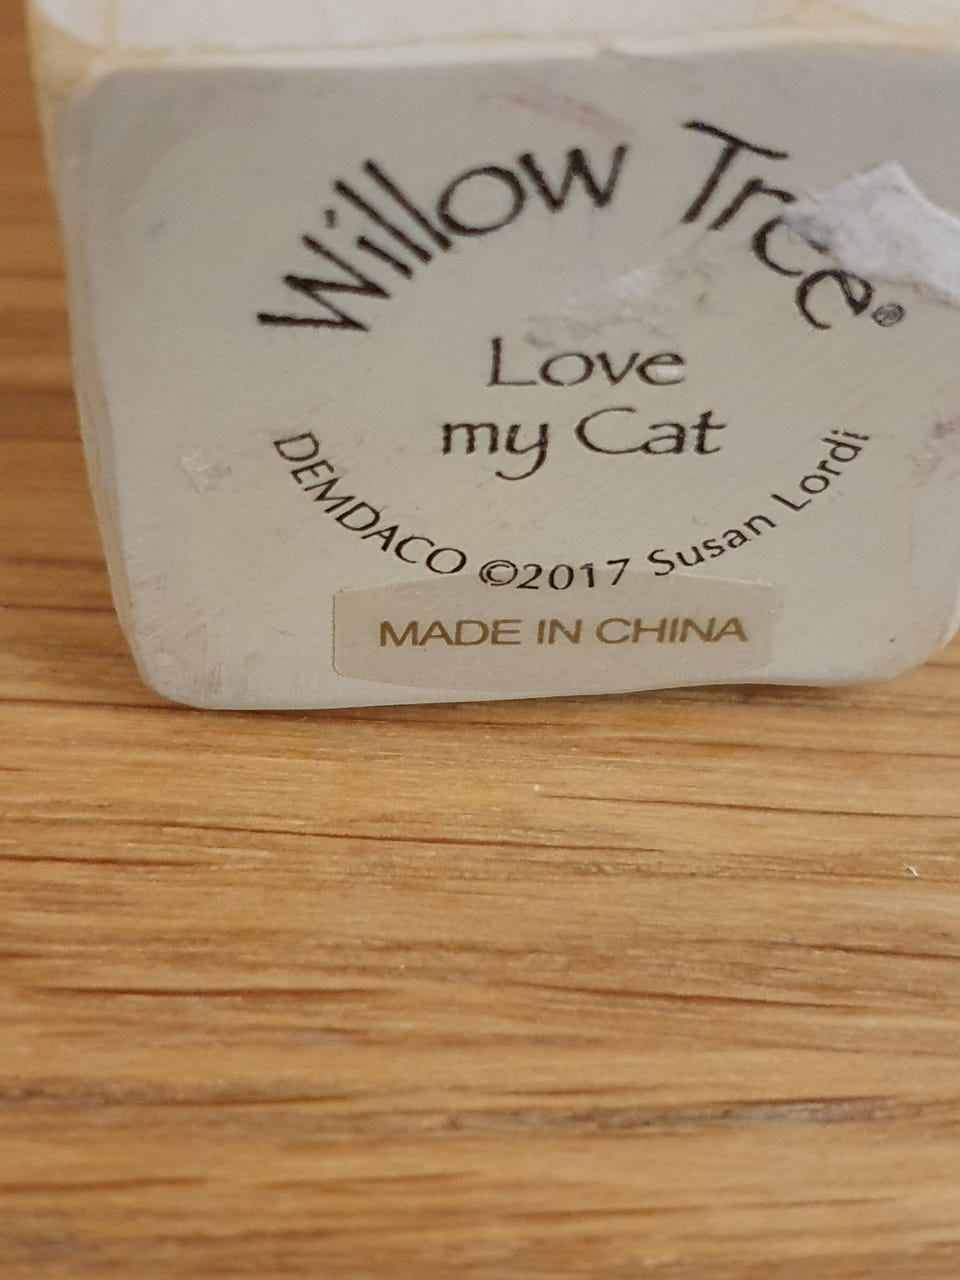 Willow Tree®
Love
my Cat
DEMDACO ©2017 Susan Lordi
MADE IN CHINA